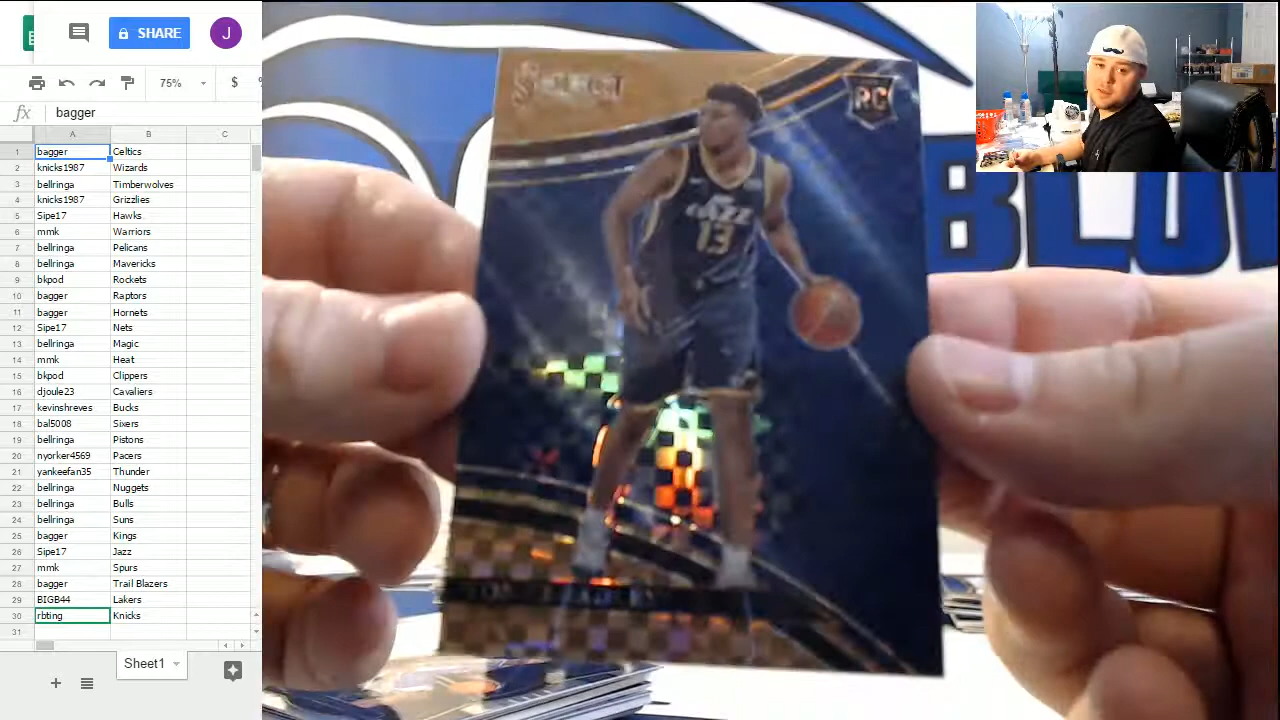 SHARE
J
75%
$
fx bagger
A B C
1 bagger Celtics
2 knicks1987 Wizards
3 bellringa Timberwolves
4 knicks1987 Grizzlies
5 Sipe17 Hawks
6 mmk Warriors
7 bellringa Pelicans
8 bellringa Mavericks
9 bkpod Rockets
10 bagger Raptors
11 bagger Hornets
12 Sipe17 Nets
13 bellringa Magic
14 mmk Heat
15 bkpod Clippers
16 djoule23 Cavaliers
17 kevinshreves Bucks
18 bal5008 Sixers
19 bellringa Pistons
20 nyorker4569 Pacers
21 yankeefan35 Thunder
22 bellringa Nuggets
23 bellringa Bulls
24 bellringa Suns
25 bagger Kings
26 Sipe17 Jazz
27 mmk Spurs
28 bagger Trail Blazers
29 BIGB44 Lakers
30 rbting Knicks
31
Sheet1
SELECT
RC
JAZZ
13